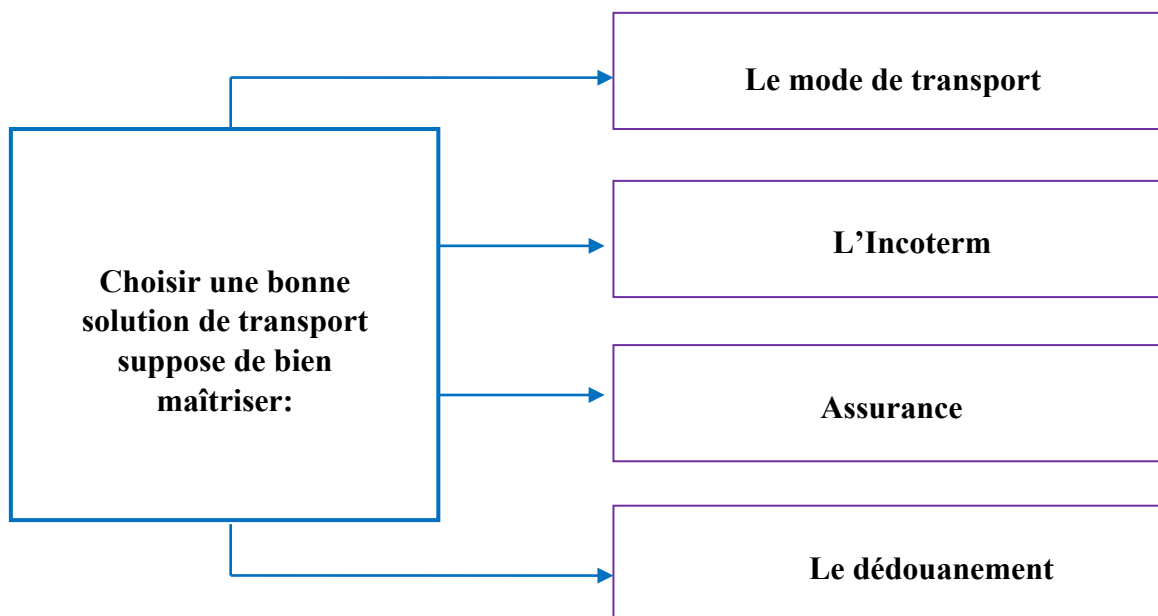 Le mode de transport
L’Incoterm
Choisir une bonne
solution de transport
suppose de bien
maîtriser:
Assurance
Le dédouanement